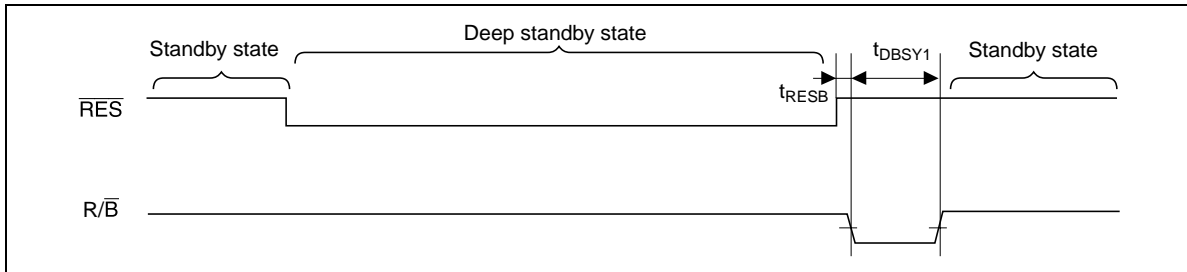 Deep standby state
Standby state
tDBSY1
Standby state
tRESB
RES
R/B